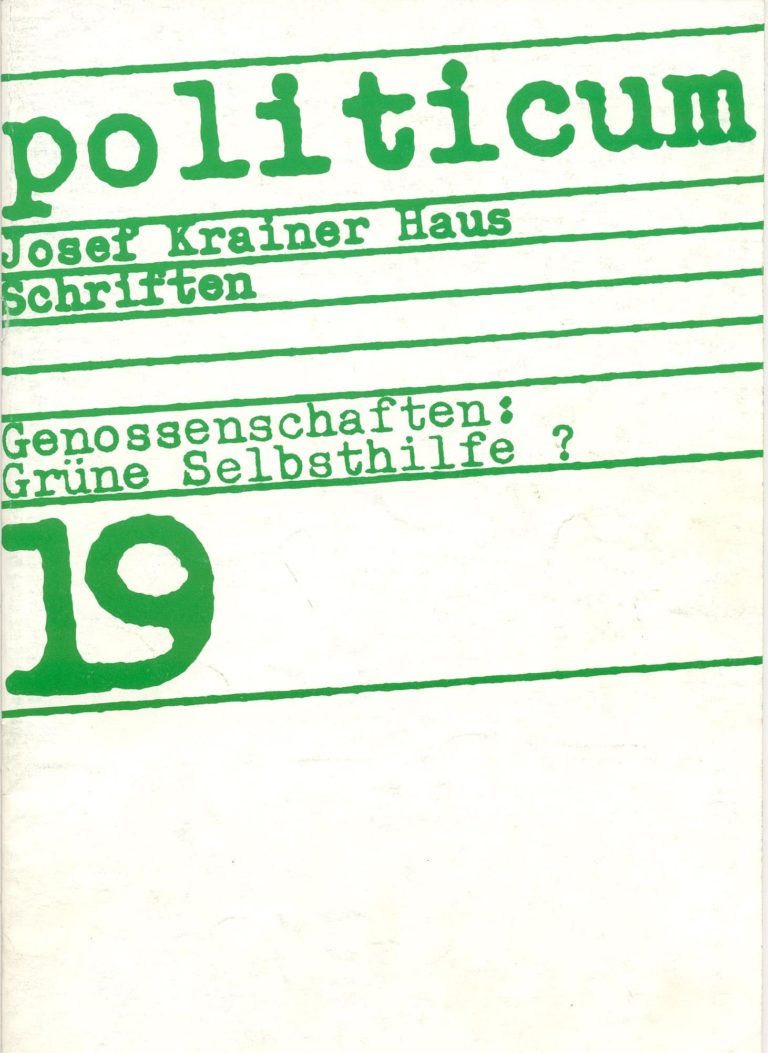 politicum
Josef Krainer Haus
Schriften
Genossenschaften:
Grüne Selbsthilfe ?
19